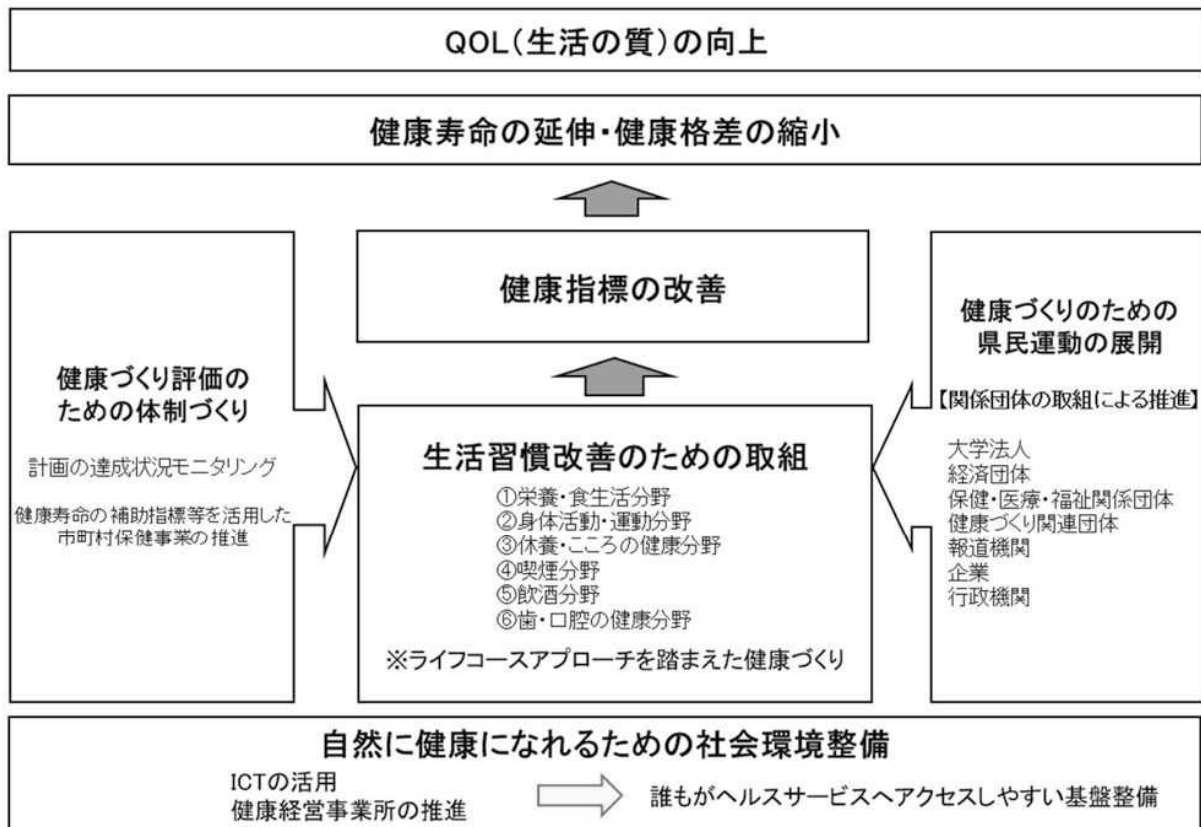 QOL(生活の質)の向上
健康寿命の延伸・健康格差の縮小
健康指標の改善
健康づくり評価の
ための体制づくり
計画の達成状況モニタリング
健康寿命の補助指標等を活用した
市町村保健事業の推進
生活習慣改善のための取組
①栄養・食生活分野
②身体活動・運動分野
③休養・こころの健康分野
④喫煙分野
⑤飲酒分野
⑥歯・口腔の健康分野
※ライフコースアプローチを踏まえた健康づくり
健康づくりのための
県民運動の展開
【関係団体の取組による推進】
大学法人
経済団体
保健・医療・福祉関係団体
健康づくり関連団体
報道機関
企業
行政機関
自然に健康になれるための社会環境整備
ICTの活用
健康経営事業所の推進
誰もがヘルスサービスへアクセスしやすい基盤整備